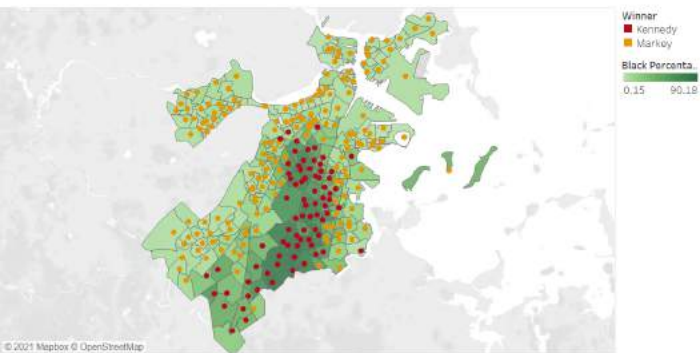 Winner
Kennedy
Markey
Black Percenta..
0.15 90.18
© 2021 Mapbox © OpenStreetMap